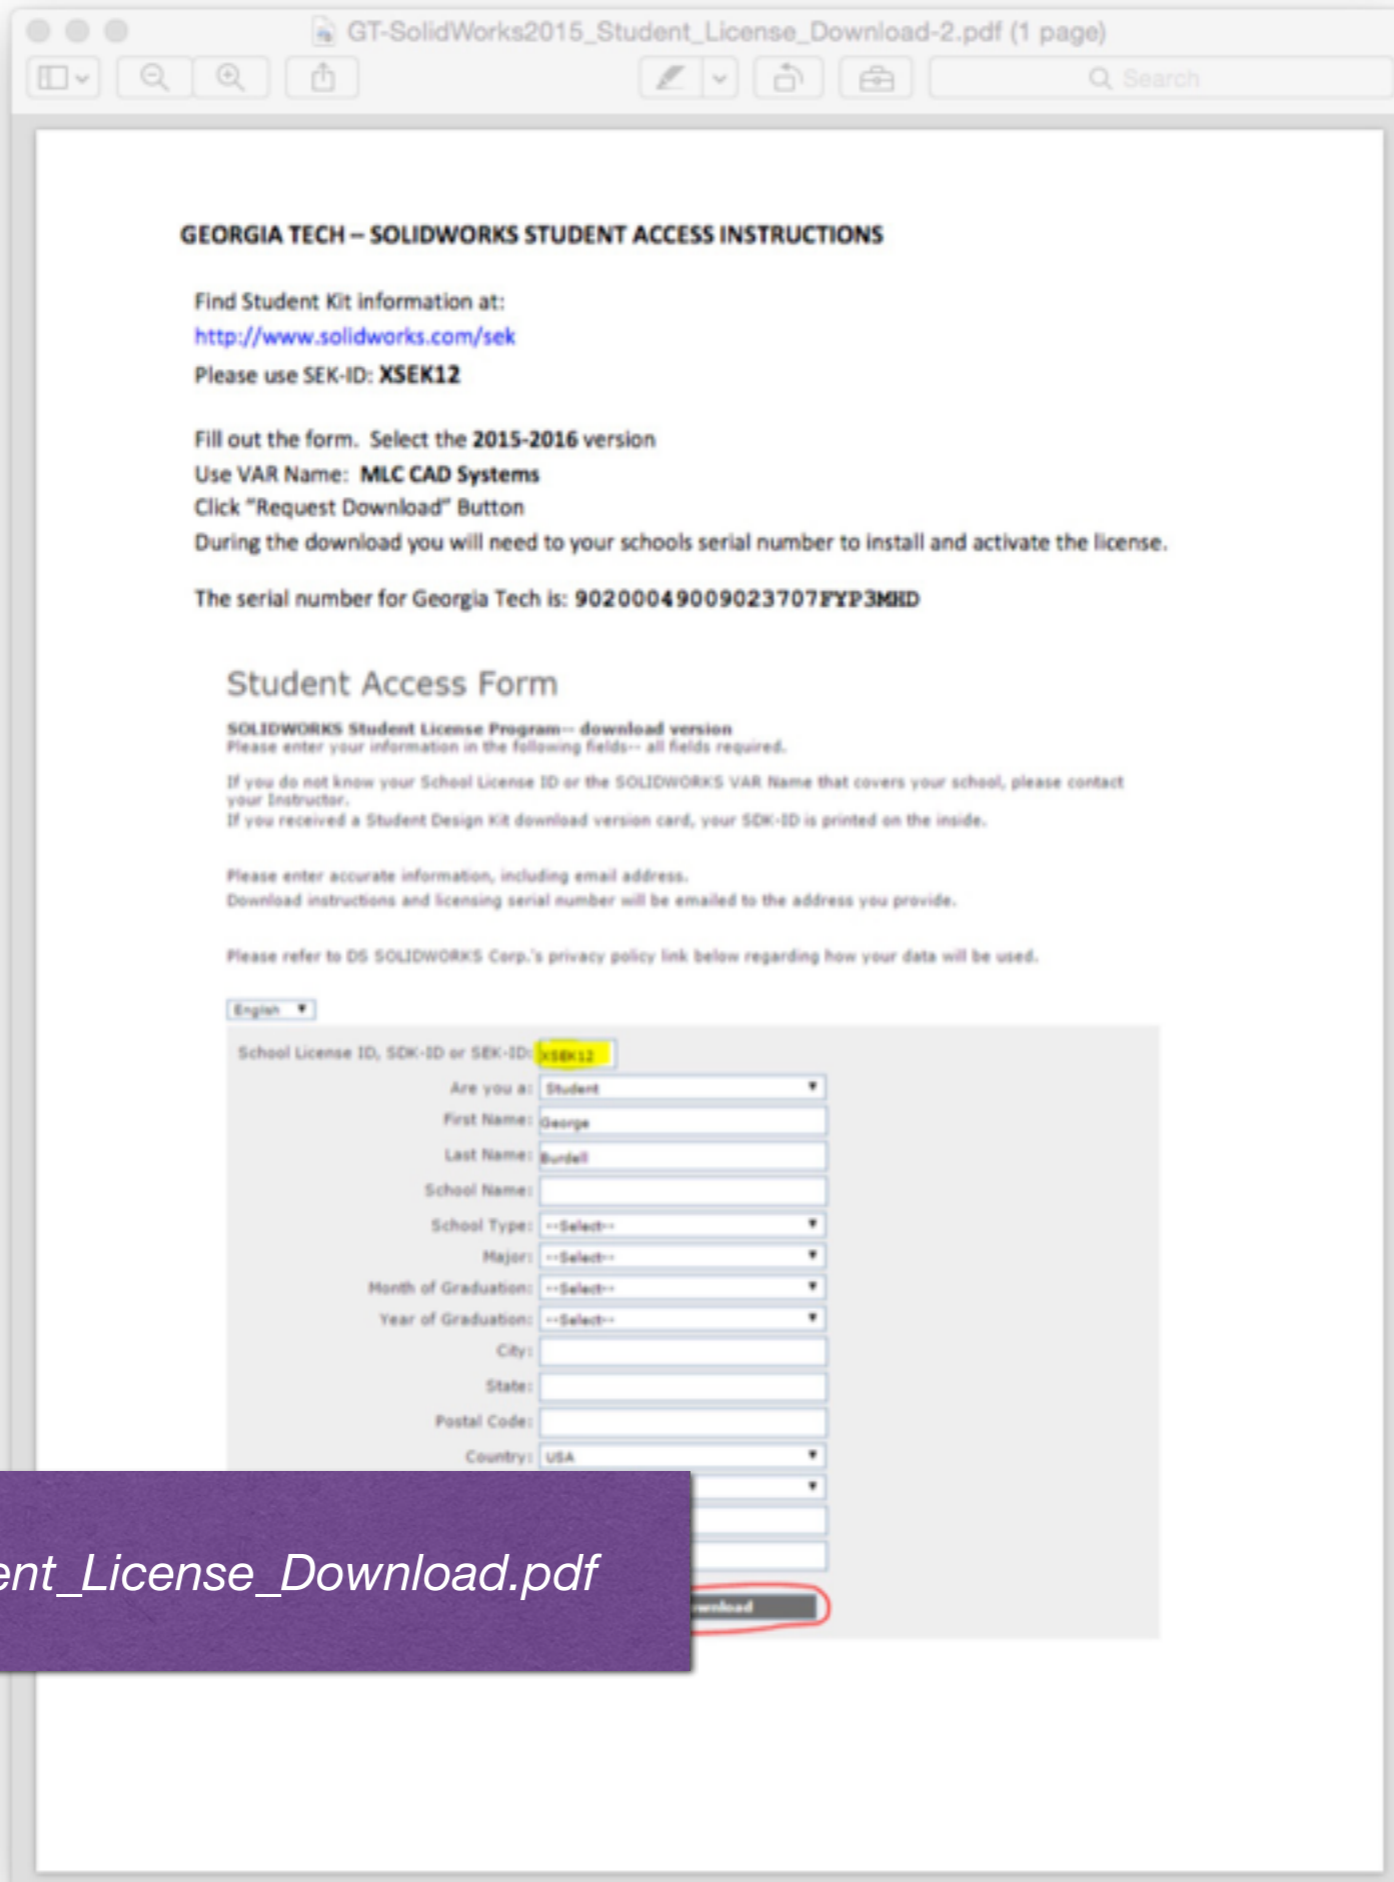 GT-SolidWorks2015_Student_License_Download-2.pdf (1 page)
Search
GEORGIA TECH – SOLIDWORKS STUDENT ACCESS INSTRUCTIONS
Find Student Kit information at:
http://www.solidworks.com/sek
Please use SEK-ID: XSEK12
Fill out the form. Select the 2015-2016 version
Use VAR Name: MLC CAD Systems
Click "Request Download" Button
During the download you will need to your schools serial number to install and activate the license.
The serial number for Georgia Tech is: 90200049009023707FYP3MHD
Student Access Form
SOLIDWORKS Student License Program-- download version
Please enter your information in the following fields-- all fields required.
If you do not know your School License ID or the SOLIDWORKS VAR Name that covers your school, please contact
your Instructor.
If you received a Student Design Kit download version card, your SDK-ID is printed on the inside.
Please enter accurate information, including email address.
Download instructions and licensing serial number will be emailed to the address you provide.
Please refer to DS SOLIDWORKS Corp.'s privacy policy link below regarding how your data will be used.
English
School License ID, SDK-ID or SEK-ID: XSEK12
Are you a: Student
First Name: George
Last Name: Burdell
School Name:
School Type: --Select--
Major: --Select--
Month of Graduation: --Select--
Year of Graduation: --Select--
City:
State:
Postal Code:
Country: USA
ent_License_Download.pdf
wnload